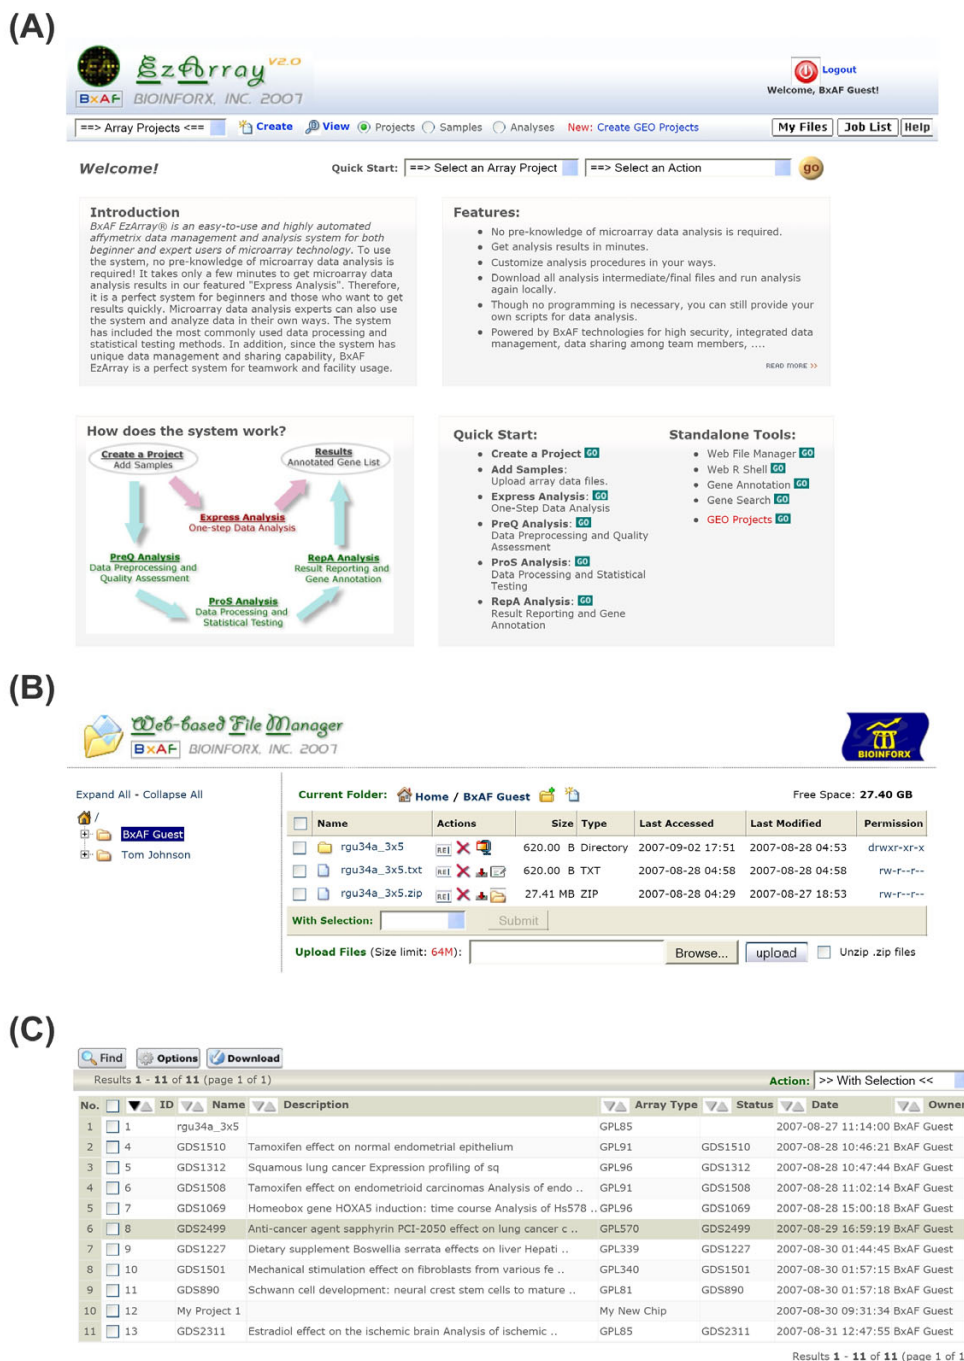 (A)
EzArray V2.0
BxAF BIOINFORX, INC. 2007
Logout
Welcome, BxAF Guest!
==> Array Projects <== Create View Projects Samples Analyses New: Create GEO Projects My Files Job List Help
Welcome! Quick Start: ==> Select an Array Project ==> Select an Action go
Introduction
BxAF EzArray® is an easy-to-use and highly automated
affymetrix data management and analysis system for both
beginner and expert users of microarray technology. To use
the system, no pre-knowledge of microarray data analysis is
required! It takes only a few minutes to get microarray data
analysis results in our featured "Express Analysis". Therefore,
it is a perfect system for beginners and those who want to get
results quickly. Microarray data analysis experts can also use
the system and analyze data in their own ways. The system
has included the most commonly used data processing and
statistical testing methods. In addition, since the system has
unique data management and sharing capability, BxAF
EzArray is a perfect system for teamwork and facility usage.
Features:
No pre-knowledge of microarray data analysis is required.
Get analysis results in minutes.
Customize analysis procedures in your ways.
Download all analysis intermediate/final files and run analysis
again locally.
Though no programming is necessary, you can still provide your
own scripts for data analysis.
Powered by BxAF technologies for high security, integrated data
management, data sharing among team members, ....
READ MORE >>
How does the system work?
Create a Project
Add Samples
Results
Annotated Gene List
Express Analysis
One-step Data Analysis
PreQ Analysis
Data Preprocessing and
Quality Assessment
RepA Analysis
Result Reporting and
Gene Annotation
ProS Analysis
Data Processing and
Statistical Testing
Quick Start:
Create a Project GO
Add Samples:
Upload array data files.
Express Analysis: GO
One-Step Data Analysis
PreQ Analysis: GO
Data Preprocessing and Quality
Assessment
ProS Analysis: GO
Data Processing and Statistical
Testing
RepA Analysis: GO
Result Reporting and Gene
Annotation
Standalone Tools:
Web File Manager GO
Web R Shell GO
Gene Annotation GO
Gene Search GO
GEO Projects GO
(B)
Web-based File Manager
BxAF BIOINFORX, INC. 2007
BIOINFORX
Expand All - Collapse All
/
BxAF Guest
Tom Johnson
Current Folder: Home / BxAF Guest Free Space: 27.40 GB
Name Actions Size Type Last Accessed Last Modified Permission
rgu34a_3x5 REI 620.00 B Directory 2007-09-02 17:51 2007-08-28 04:53 drwxr-xr-x
rgu34a_3x5.txt REI 620.00 B TXT 2007-08-28 04:58 2007-08-28 04:58 rw-r--r--
rgu34a_3x5.zip REI 27.41 MB ZIP 2007-08-28 04:29 2007-08-27 18:53 rw-r--r--
With Selection: Submit
Upload Files (Size limit: 64M): Browse... upload Unzip .zip files
(C)
Find Options Download
Results 1 - 11 of 11 (page 1 of 1) Action: >> With Selection <<
No. ID Name Description Array Type Status Date Owner
1 1 rgu34a_3x5 GPL85 2007-08-27 11:14:00 BxAF Guest
2 4 GDS1510 Tamoxifen effect on normal endometrial epithelium GPL91 GDS1510 2007-08-28 10:46:21 BxAF Guest
3 5 GDS1312 Squamous lung cancer Expression profiling of sq GPL96 GDS1312 2007-08-28 10:47:44 BxAF Guest
4 6 GDS1508 Tamoxifen effect on endometrioid carcinomas Analysis of endo .. GPL91 GDS1508 2007-08-28 11:02:14 BxAF Guest
5 7 GDS1069 Homeobox gene HOXA5 induction: time course Analysis of Hs578 .. GPL96 GDS1069 2007-08-28 15:00:18 BxAF Guest
6 8 GDS2499 Anti-cancer agent sapphyrin PCI-2050 effect on lung cancer c .. GPL570 GDS2499 2007-08-29 16:59:19 BxAF Guest
7 9 GDS1227 Dietary supplement Boswellia serrata effects on liver Hepati .. GPL339 GDS1227 2007-08-30 01:44:45 BxAF Guest
8 10 GDS1501 Mechanical stimulation effect on fibroblasts from various fe .. GPL340 GDS1501 2007-08-30 01:57:15 BxAF Guest
9 11 GDS890 Schwann cell development: neural crest stem cells to mature .. GPL81 GDS890 2007-08-30 01:57:18 BxAF Guest
10 12 My Project 1 My New Chip 2007-08-30 09:31:34 BxAF Guest
11 13 GDS2311 Estradiol effect on the ischemic brain Analysis of ischemic .. GPL85 GDS2311 2007-08-31 12:47:55 BxAF Guest
Results 1 - 11 of 11 (page 1 of 1